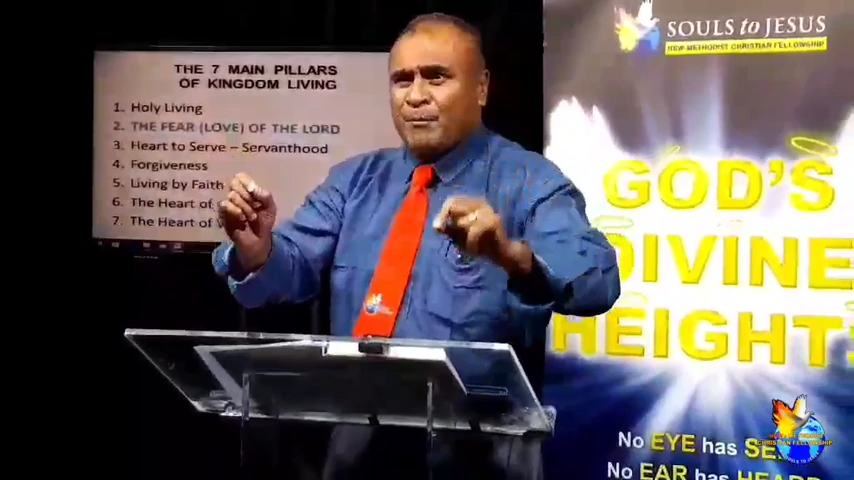 THE 7 MAIN PILLARS
OF KINGDOM LIVING
1. Holy Living
2. THE FEAR (LOVE) OF THE LORD
3. Heart to Serve – Servanthood
4. Forgiveness
5. Living by Faith
6. The Heart of
7. The Heart of
SOULS to JESUS
NEW METHODIST CHRISTIAN FELLOWSHIP
GOD'S
DIVINE
HEIGHT
No EYE has
No EAR has